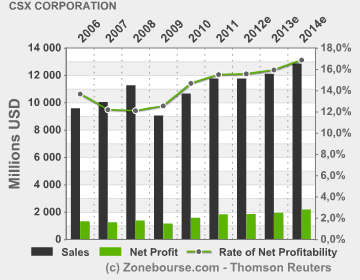 CSX CORPORATION
2006 2007 2008 2009 2010 2011 2012e 2013e 2014e
14 000 18,0%
16,0%
12 000
14,0%
10 000
12,0%
8 000
10,0%
8,0%
6 000
6,0%
4 000
4,0%
2 000
2,0%
0 0,0%
Millions USD
Sales Net Profit Rate of Net Profitability
(c) Zonebourse.com - Thomson Reuters